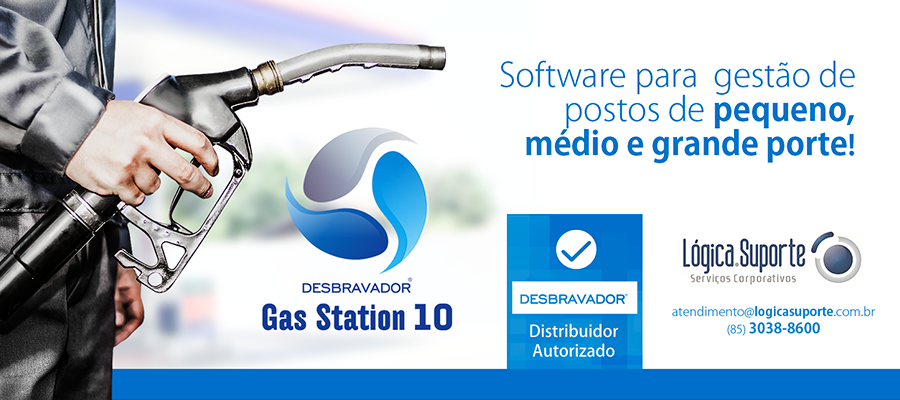 Software para gestão de
postos de pequeno,
médio e grande porte!
DESBRAVADOR®
Gas Station 10
DESBRAVADOR®
Distribuidor
Autorizado
Lógica.Suporte
Serviços Corporativos
atendimento@logicasuporte.com.br
(85) 3038-8600